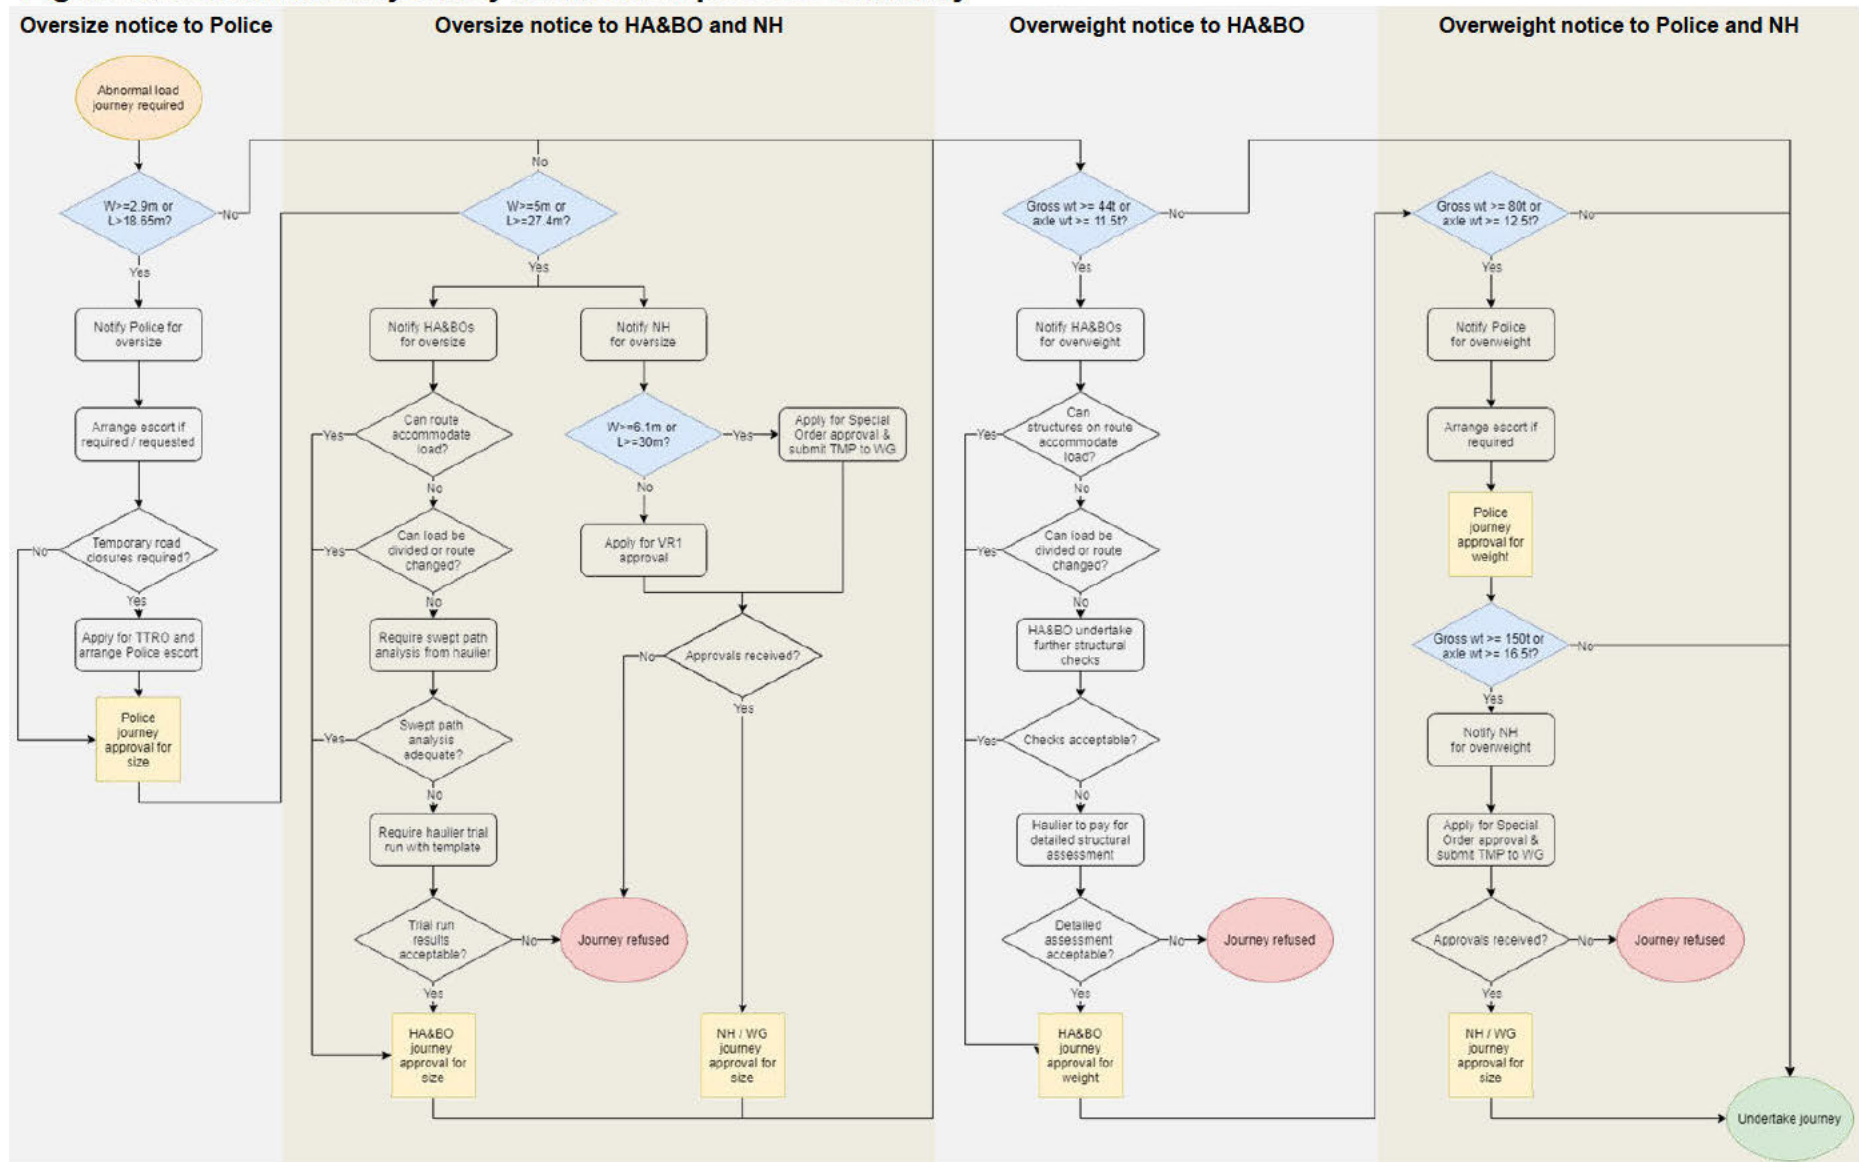 Oversize notice to Police
Oversize notice to HA&BO and NH
Overweight notice to HA&BO
Overweight notice to Police and NH
Abnormal load
journey required
W>=2.9m or
L>18.65m?
No
Yes
Notify Police for
oversize
Arrange escort if
required / requested
Temporary road
closures required?
No
Yes
Apply for TTRO and
arrange Police escort
Police
journey
approval for
size
No
W>=5m or
L>=27.4m?
Yes
Notify HA&BOs
for oversize
Can route
accommodate
load?
Yes
No
Can load be
divided or route
changed?
Yes
No
Require swept path
analysis from haulier
Swept path
analysis
adequate?
Yes
No
Require haulier trial
run with template
Trial run
results
acceptable?
No
Journey refused
Yes
HA&BO
journey
approval for
size
Notify NH
for oversize
W>=6.1m or
L>=30m?
Yes
Apply for Special
Order approval &
submit TMP to WG
No
Apply for VR1
approval
Approvals received?
No
Yes
NH / WG
journey
approval for
size
Gross wt >= 44t or
axle wt >= 11.5t?
No
Yes
Notify HA&BOs
for overweight
Can
structures on route
accommodate
load?
Yes
No
Can load be
divided or route
changed?
Yes
No
HA&BO undertake
further structural
checks
Checks acceptable?
Yes
No
Haulier to pay for
detailed structural
assessment
Detailed
assessment
acceptable?
No
Journey refused
Yes
HA&BO
journey
approval for
weight
Gross wt >= 80t or
axle wt >= 12.5t?
No
Yes
Notify Police
for overweight
Arrange escort if
required
Police
journey
approval for
weight
Gross wt >= 150t or
axle wt >= 16.5t?
No
Yes
Notify NH
for overweight
Apply for Special
Order approval &
submit TMP to WG
Approvals received?
No
Journey refused
Yes
NH / WG
journey
approval for
size
Undertake journey